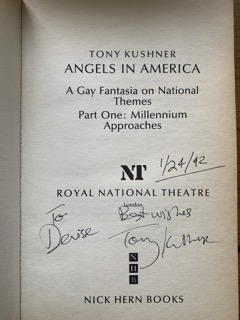 TONY KUSHNER
ANGELS IN AMERICA
A Gay Fantasia on National
Themes
Part One: Millennium
Approaches
NT
1/24/92
ROYAL NATIONAL THEATRE
London
To
Best wishes
Denise
Tony Kushner
NHB
NICK HERN BOOKS